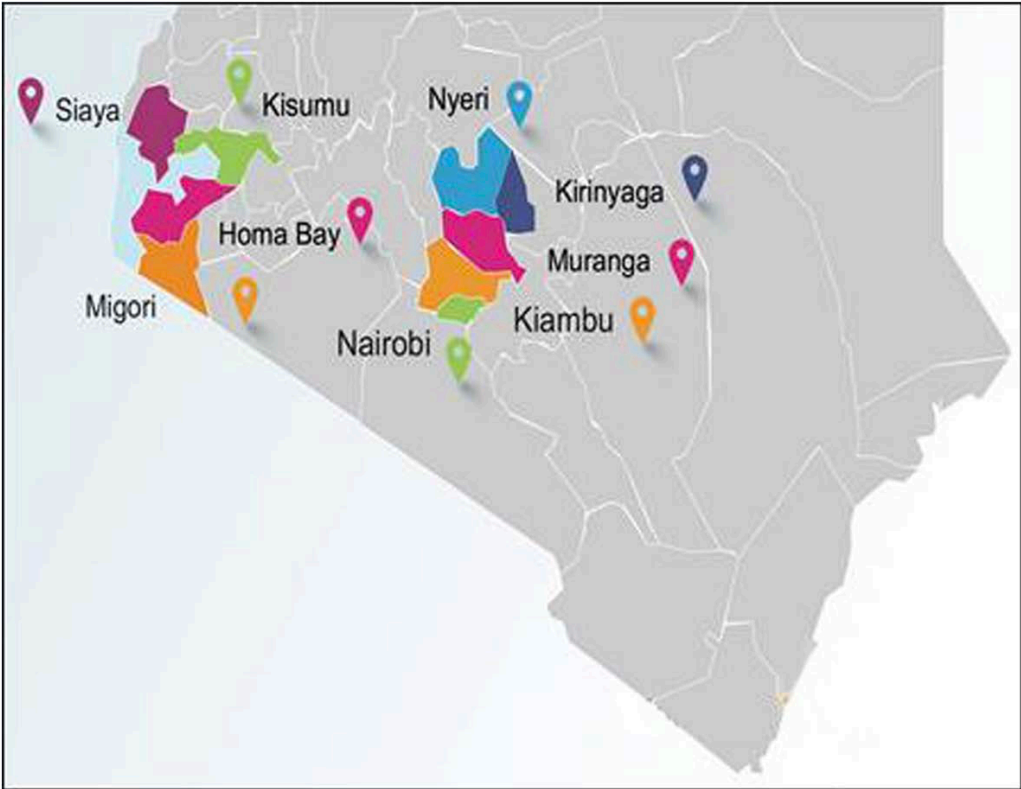 Siaya
Kisumu
Nyeri
Kirinyaga
Homa Bay
Muranga
Migori
Kiambu
Nairobi